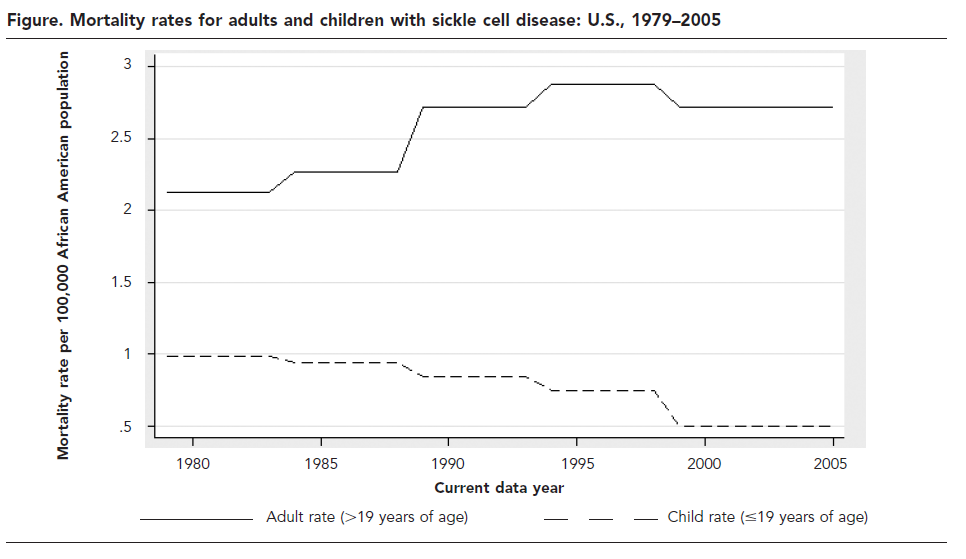 Figure. Mortality rates for adults and children with sickle cell disease: U.S., 1979–2005
Mortality rate per 100,000 African American population
3
2.5
2
1.5
1
.5
1980 1985 1990 1995 2000 2005
Current data year
Adult rate (>19 years of age) Child rate (≤19 years of age)